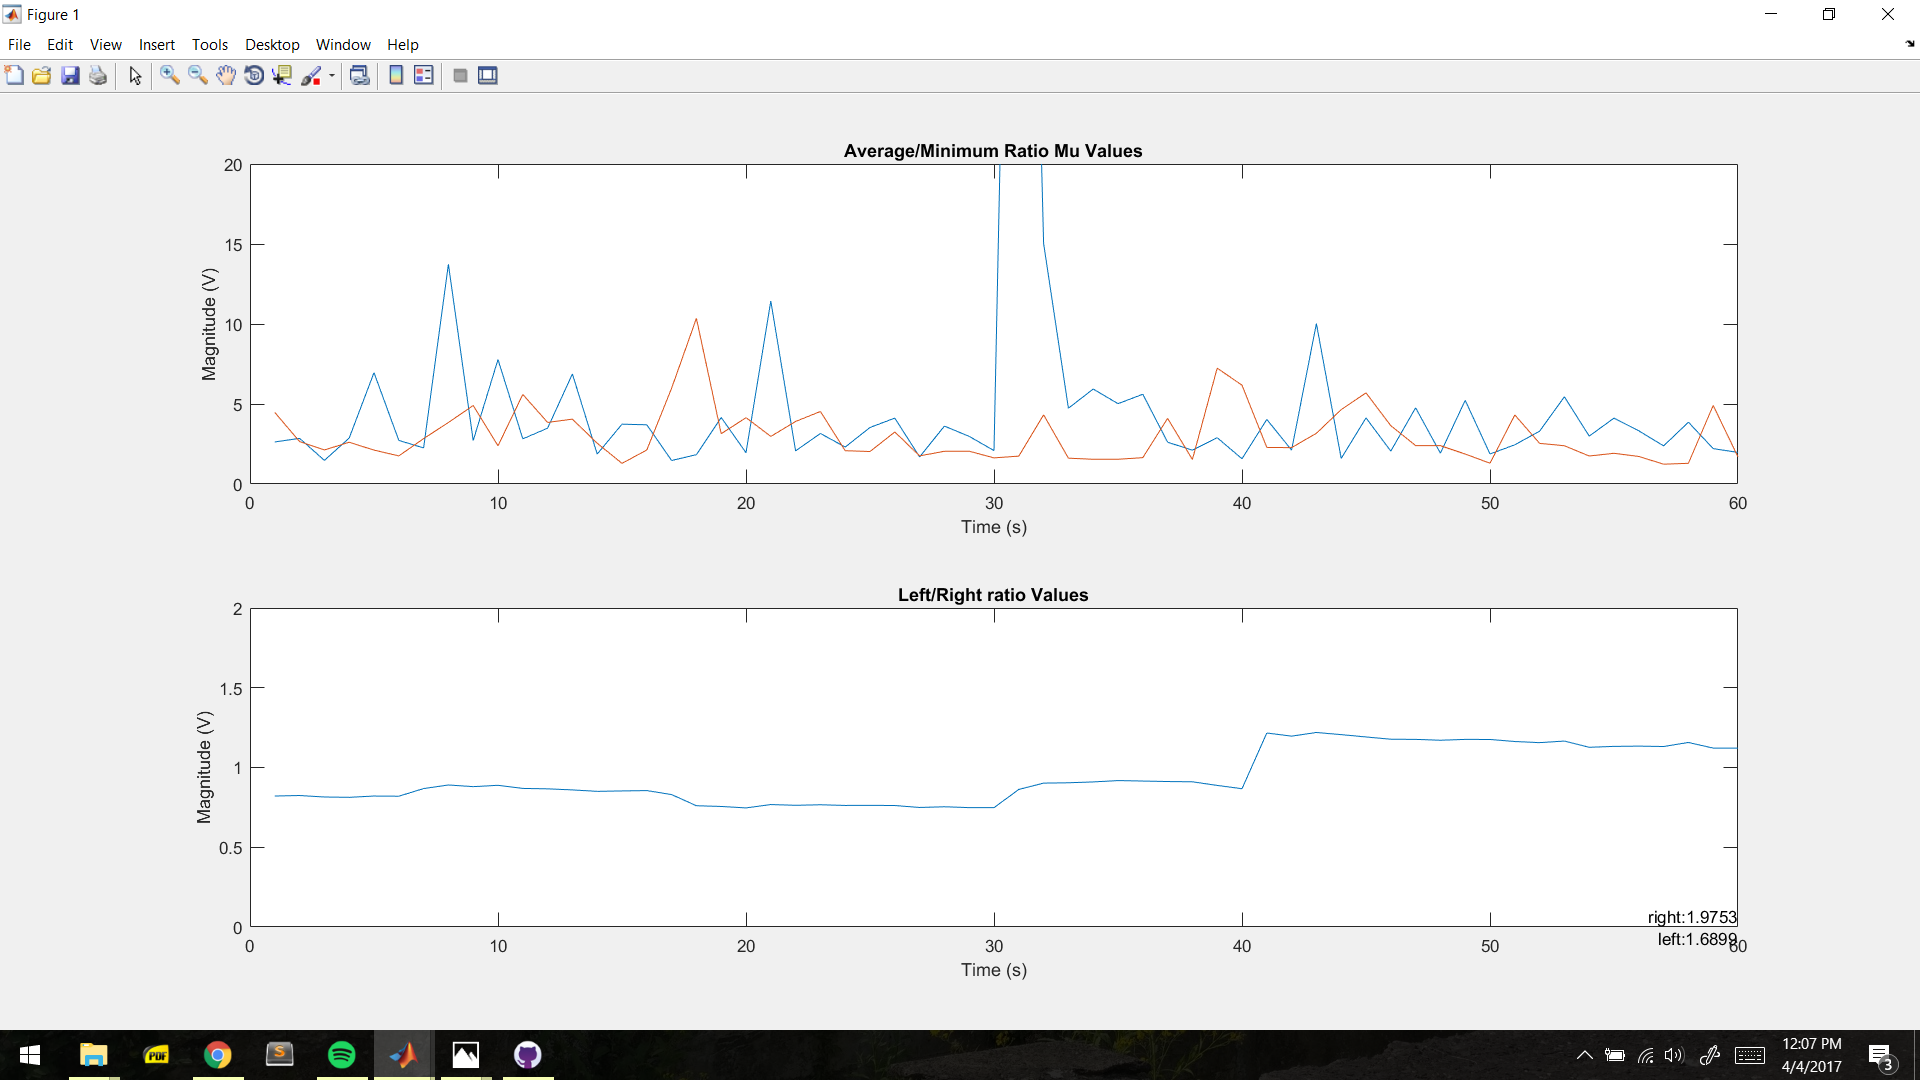 Figure 1
File Edit View Insert Tools Desktop Window Help
Average/Minimum Ratio Mu Values
20
15
10
5
0
Magnitude (V)
0 10 20 30 40 50 60
Time (s)
Left/Right ratio Values
2
1.5
1
0.5
0
Magnitude (V)
right:1.9753
left:1.6899
0 10 20 30 40 50 60
Time (s)
PDF
S
12:07 PM
4/4/2017
3